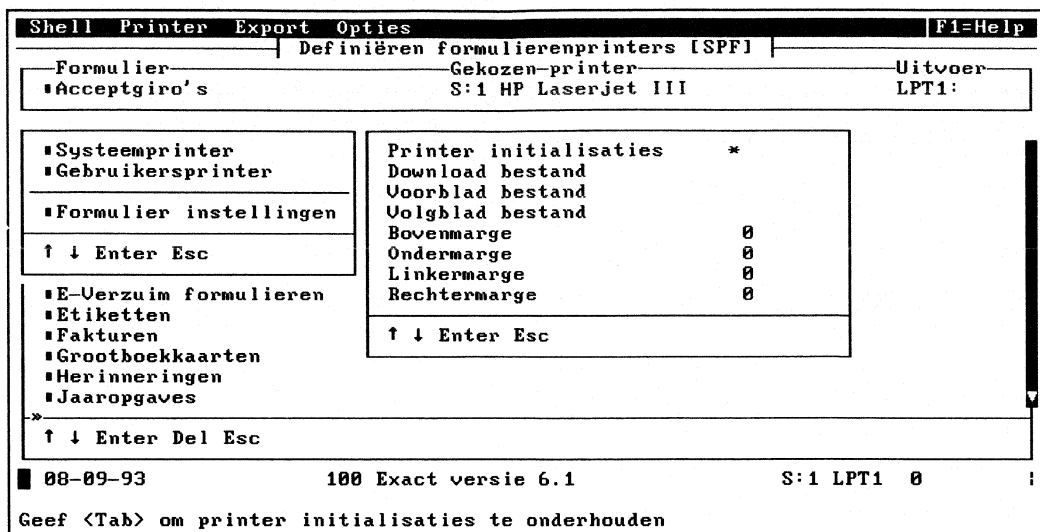 Shell Printer Export Opties F1=Help
Definiëren formulierenprinters [SPF]
Formulier Gekozen-printer Uitvoer
Acceptgiro's S:1 HP Laserjet III LPT1:
Systeemprinter
Gebruikersprinter
Formulier instellingen
↑ ↓ Enter Esc
Printer initialisaties *
Download bestand
Voorblad bestand
Volgblad bestand
Bovenmarge 0
Ondermarge 0
Linkermarge 0
Rechtermarge 0
↑ ↓ Enter Esc
E-Verzuim formulieren
Etiketten
Fakturen
Grootboekkaarten
Herinneringen
Jaaropgaves
»
↑ ↓ Enter Del Esc
08-09-93 100 Exact versie 6.1 S:1 LPT1 0
Geef <Tab> om printer initialisaties te onderhouden